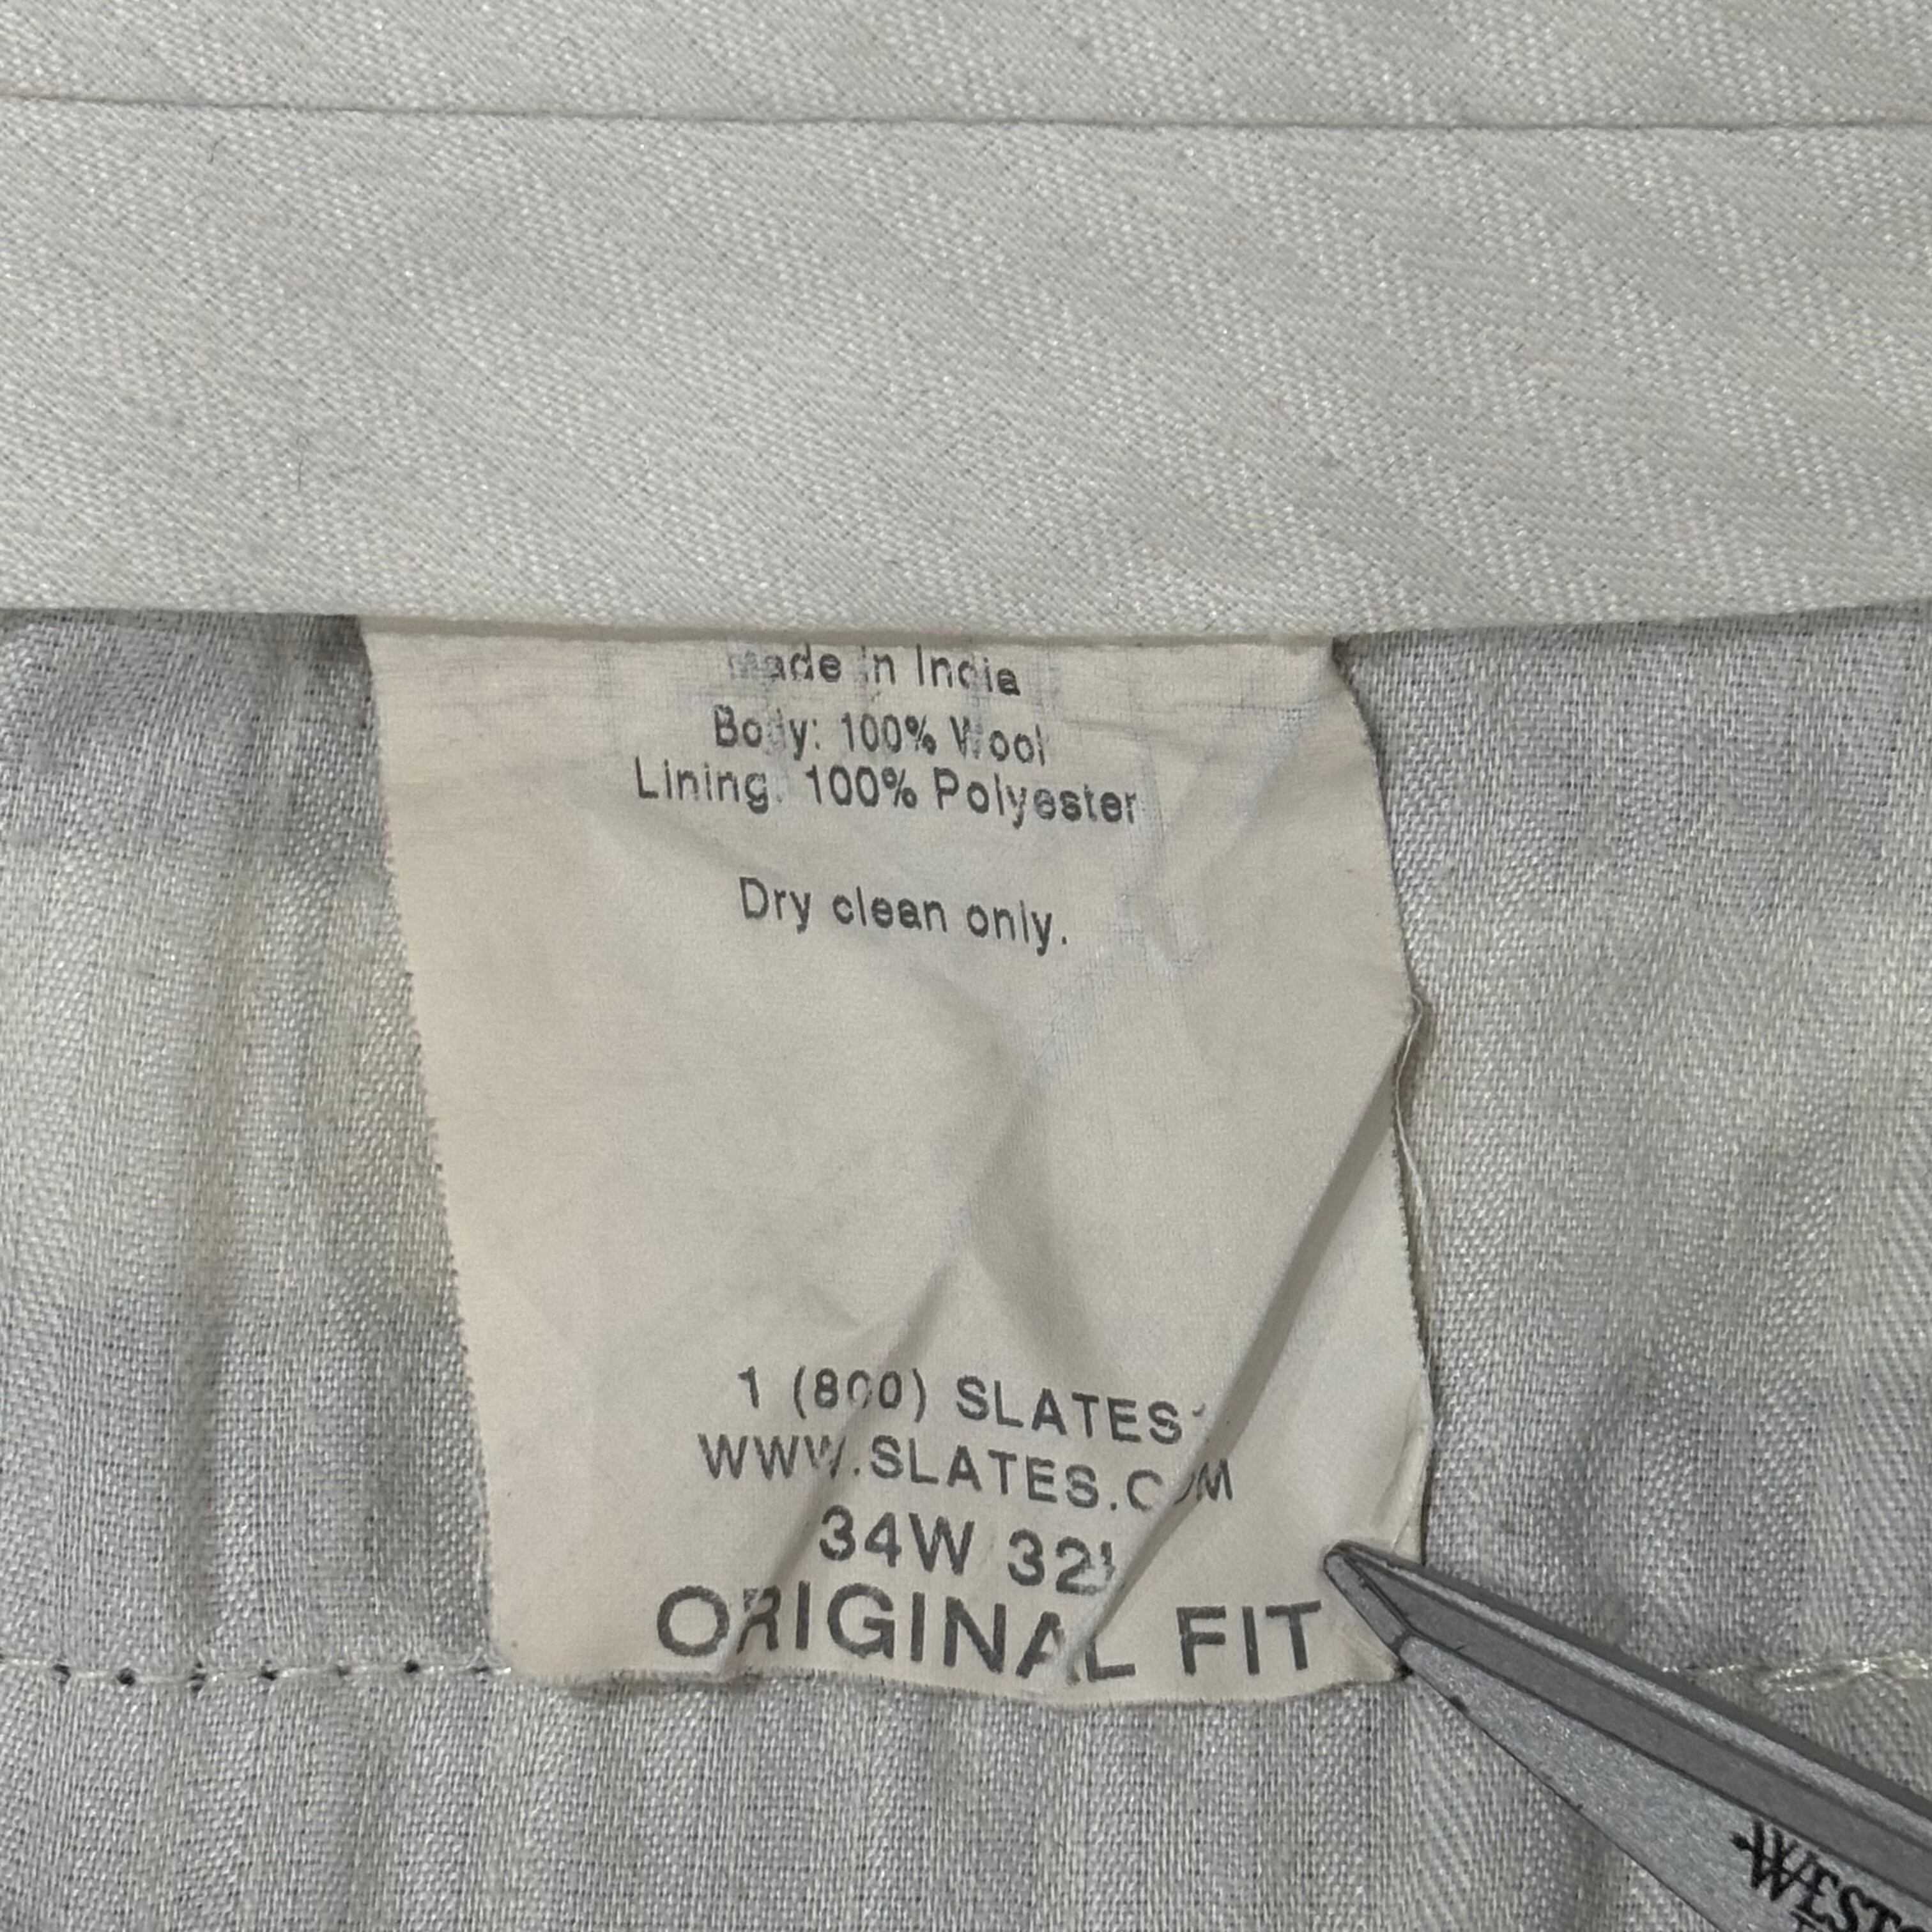 Made in India
Body: 100% Wool
Lining: 100% Polyester
Dry clean only.
1 (800) SLATES
WWW.SLATES.COM
34W 32L
ORIGINAL FIT